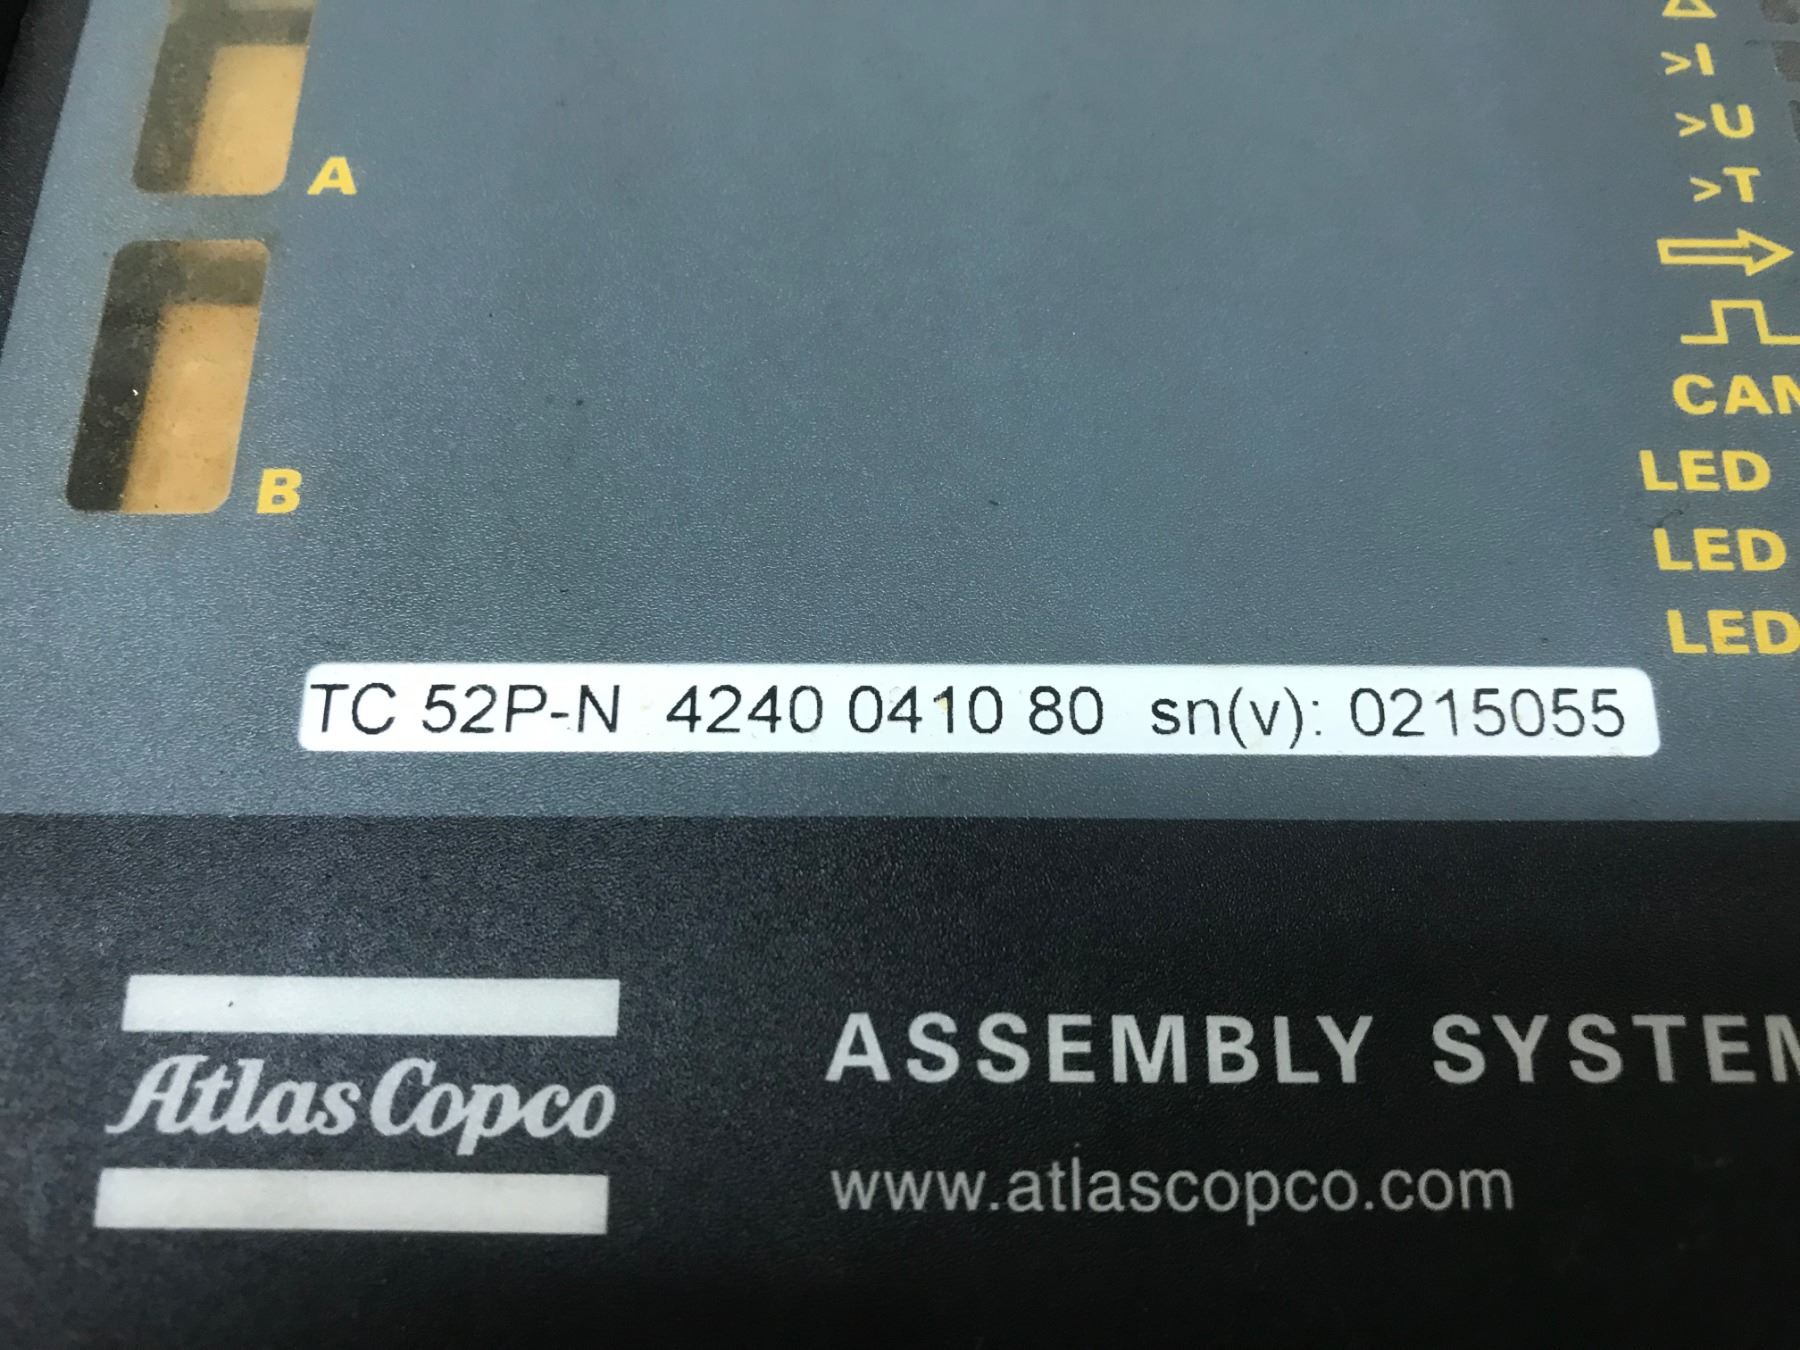 A
B
>I
>U
>T
CAN
LED
LED
LED
TC 52P-N 4240 0410 80 sn(v): 0215055
Atlas Copco
ASSEMBLY SYSTEM
www.atlascopco.com